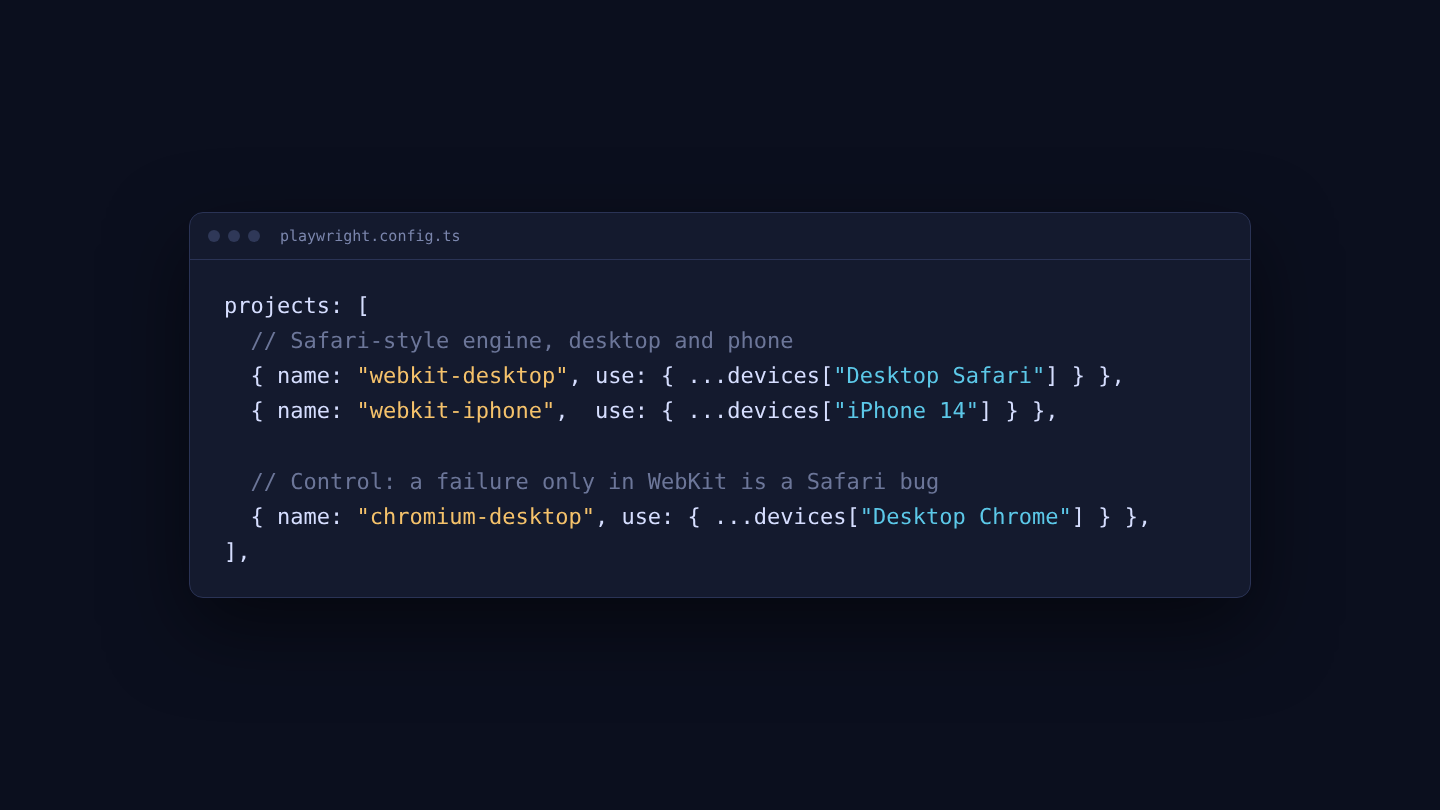 playwright.config.ts
projects: [
  // Safari-style engine, desktop and phone
  { name: "webkit-desktop", use: { ...devices["Desktop Safari"] } },
  { name: "webkit-iphone",  use: { ...devices["iPhone 14"] } },

  // Control: a failure only in WebKit is a Safari bug
  { name: "chromium-desktop", use: { ...devices["Desktop Chrome"] } },
],